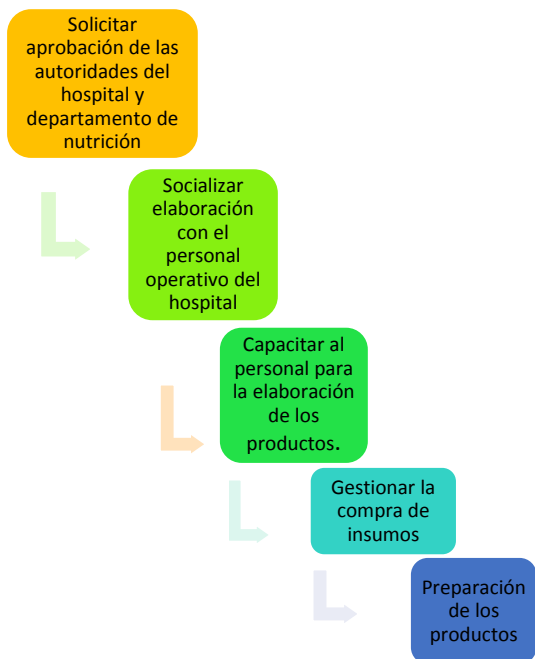 Solicitar
aprobación de las
autoridades del
hospital y
departamento de
nutrición
Socializar
elaboración
con el
personal
operativo del
hospital
Capacitar al
personal para
la elaboración
de los
productos.
Gestionar la
compra de
insumos
Preparación
de los
productos